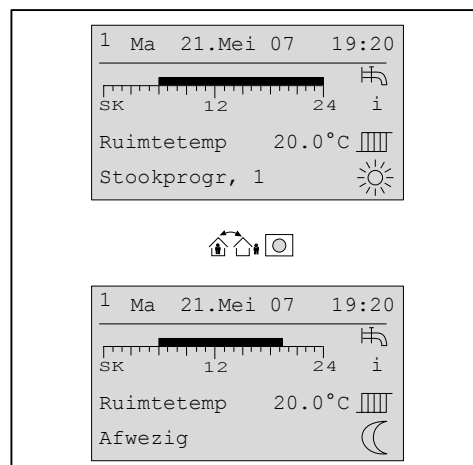 1 Ma 21.Mei 07 19:20
SK 12 24 i
Ruimtetemp 20.0°C
Stookprogr, 1
1 Ma 21.Mei 07 19:20
SK 12 24 i
Ruimtetemp 20.0°C
Afwezig